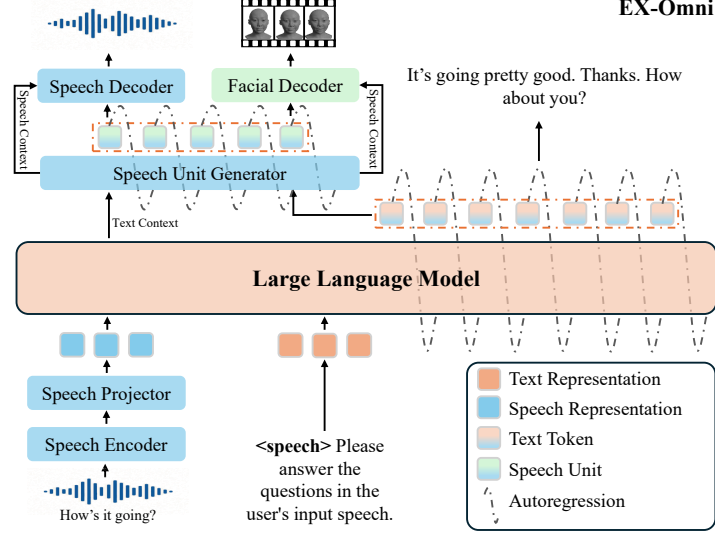 EX-Omni
Speech Decoder
Facial Decoder
It's going pretty good. Thanks. How
about you?
Speech Context
Speech Context
Speech Unit Generator
Text Context
Large Language Model
Speech Projector
Speech Encoder
How's it going?
<speech> Please
answer the
questions in the
user's input speech.
Text Representation
Speech Representation
Text Token
Speech Unit
Autoregression